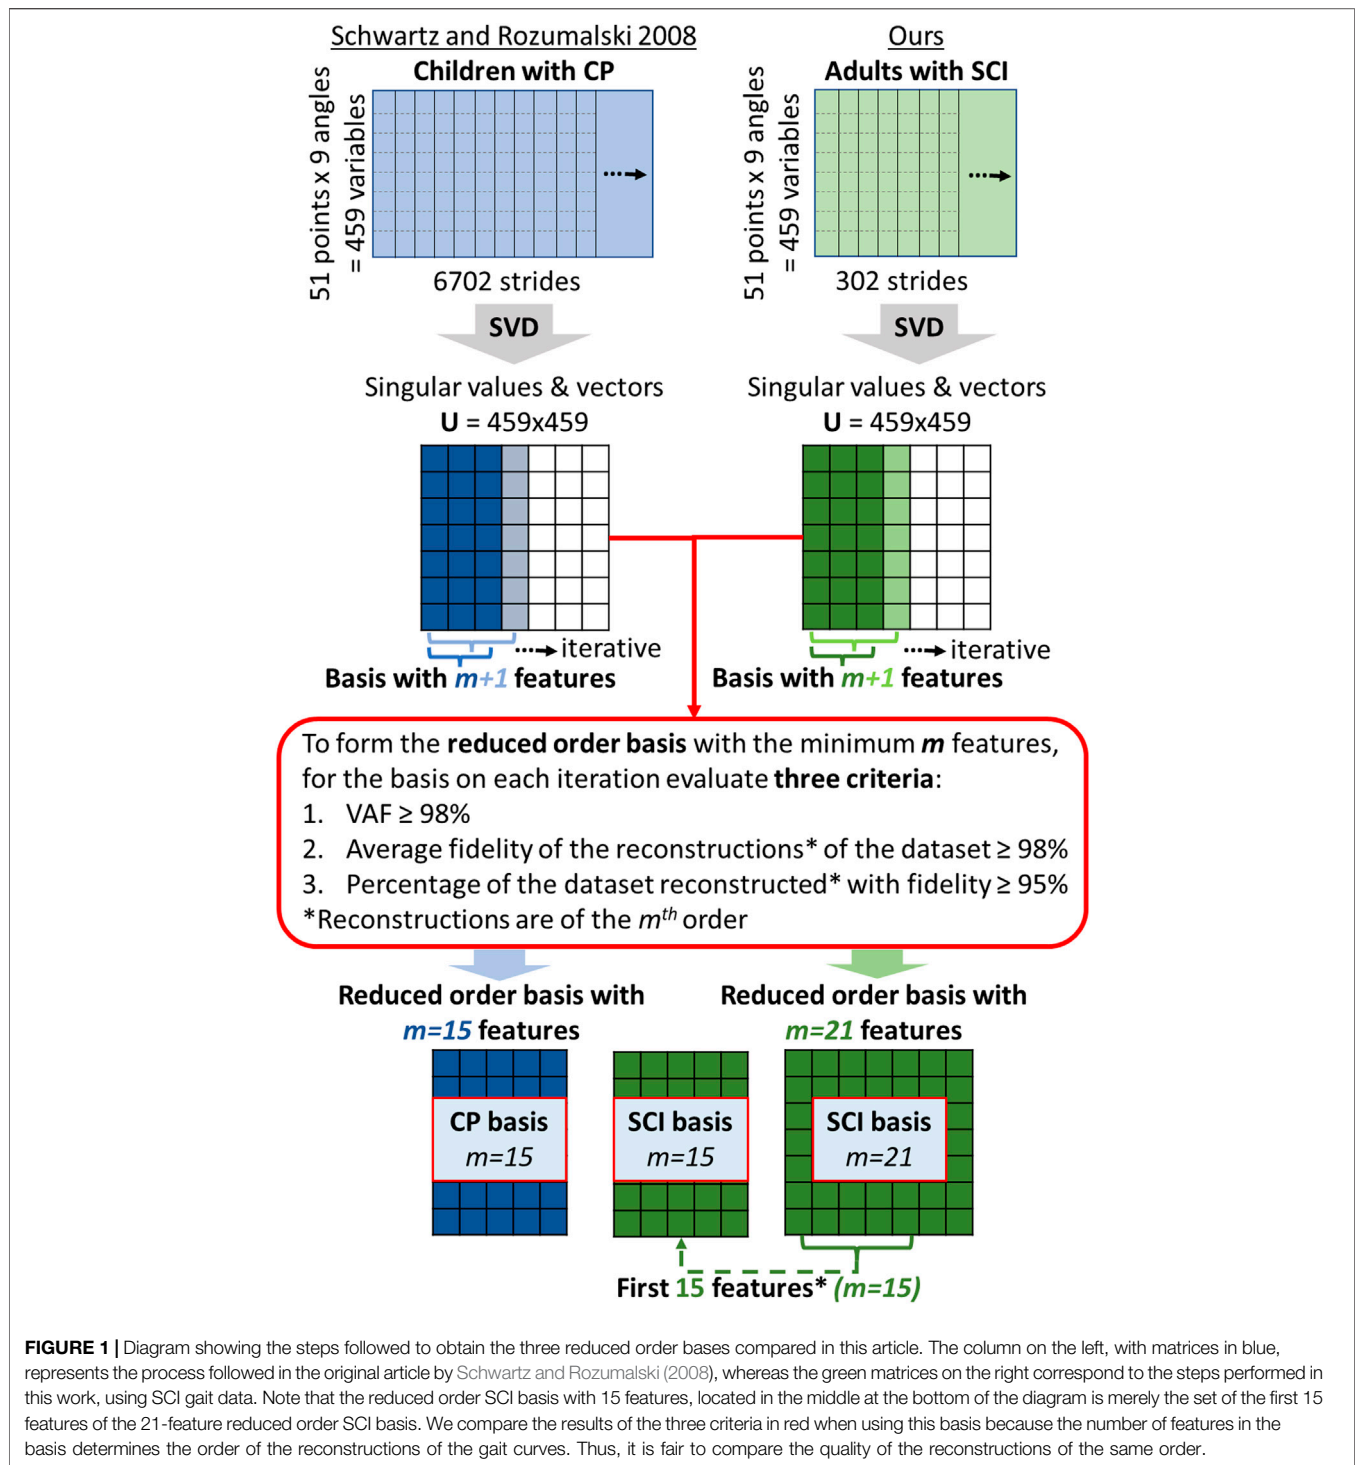 Schwartz and Rozumalski 2008
Children with CP
51 points x 9 angles
= 459 variables
6702 strides
SVD
Singular values & vectors
U = 459x459
iterative
Basis with m+1 features
Ours
Adults with SCI
51 points x 9 angles
= 459 variables
302 strides
SVD
Singular values & vectors
U = 459x459
iterative
Basis with m+1 features
To form the reduced order basis with the minimum m features,
for the basis on each iteration evaluate three criteria:
1. VAF ≥ 98%
2. Average fidelity of the reconstructions* of the dataset ≥ 98%
3. Percentage of the dataset reconstructed* with fidelity ≥ 95%
*Reconstructions are of the mth order
Reduced order basis with
m=15 features
CP basis
m=15
Reduced order basis with
m=21 features
SCI basis
m=15
SCI basis
m=21
First 15 features* (m=15)
FIGURE 1 | Diagram showing the steps followed to obtain the three reduced order bases compared in this article. The column on the left, with matrices in blue,
represents the process followed in the original article by Schwartz and Rozumalski (2008), whereas the green matrices on the right correspond to the steps performed in
this work, using SCI gait data. Note that the reduced order SCI basis with 15 features, located in the middle at the bottom of the diagram is merely the set of the first 15
features of the 21-feature reduced order SCI basis. We compare the results of the three criteria in red when using this basis because the number of features in the
basis determines the order of the reconstructions of the gait curves. Thus, it is fair to compare the quality of the reconstructions of the same order.